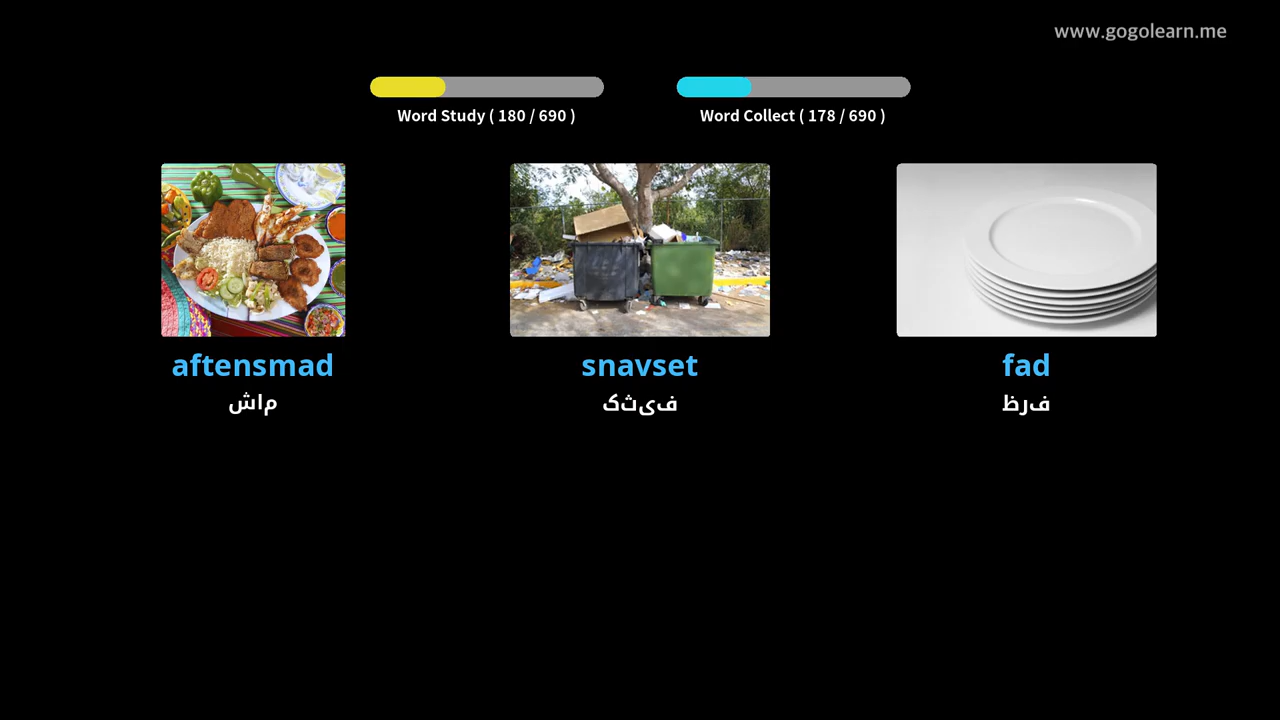 www.gogolearn.me
Word Study ( 180 / 690 )
Word Collect ( 178 / 690 )
aftensmad
ماش
snavset
فیثک
fad
فرظ